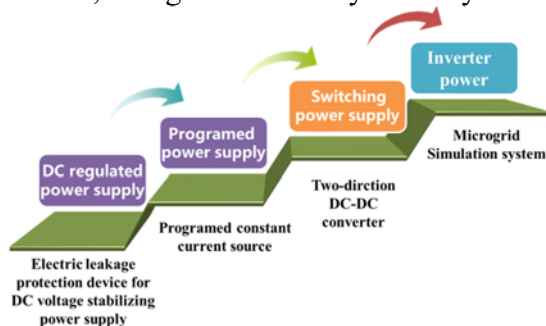 Inverter
power
Switching
power supply
Programed
power supply
DC regulated
power supply
Microgrid
Simulation system
Two-dirction
DC-DC
converter
Programed constant
current source
Electric leakage
protection device for
DC voltage stabilizing
power supply